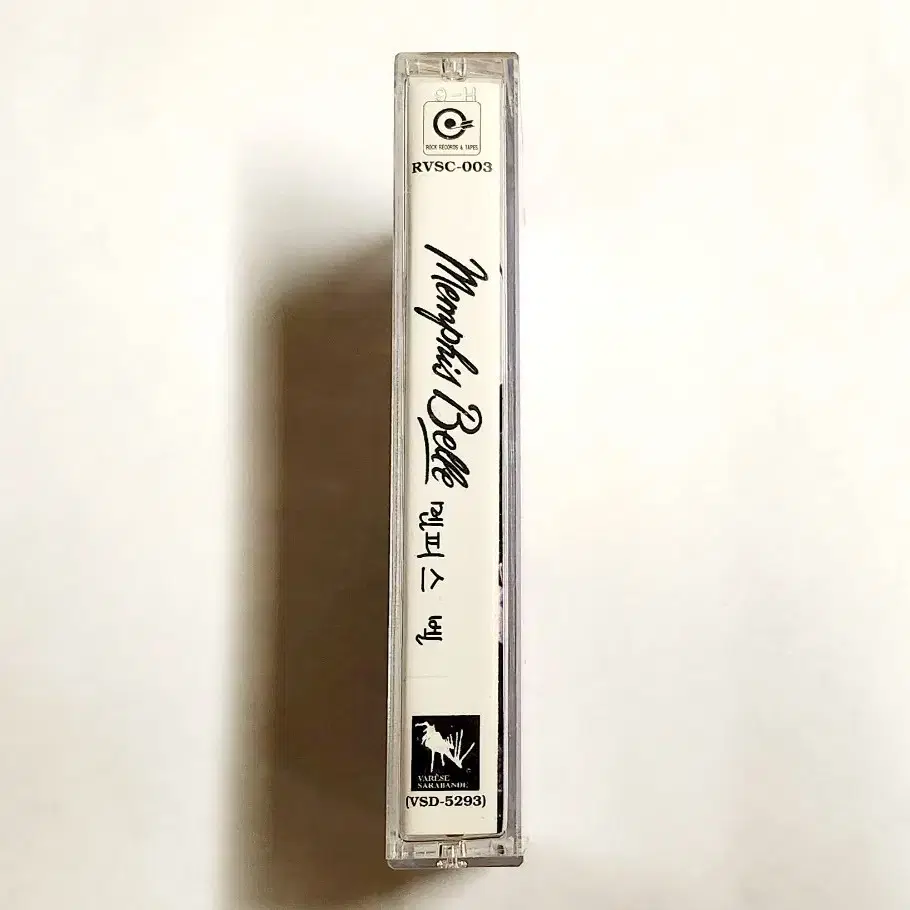 ROCK RECORDS & TAPES
RVSC-003
Memphis Belle
멤피스 벨
VARÈSE
SARABANDE
(VSD-5293)